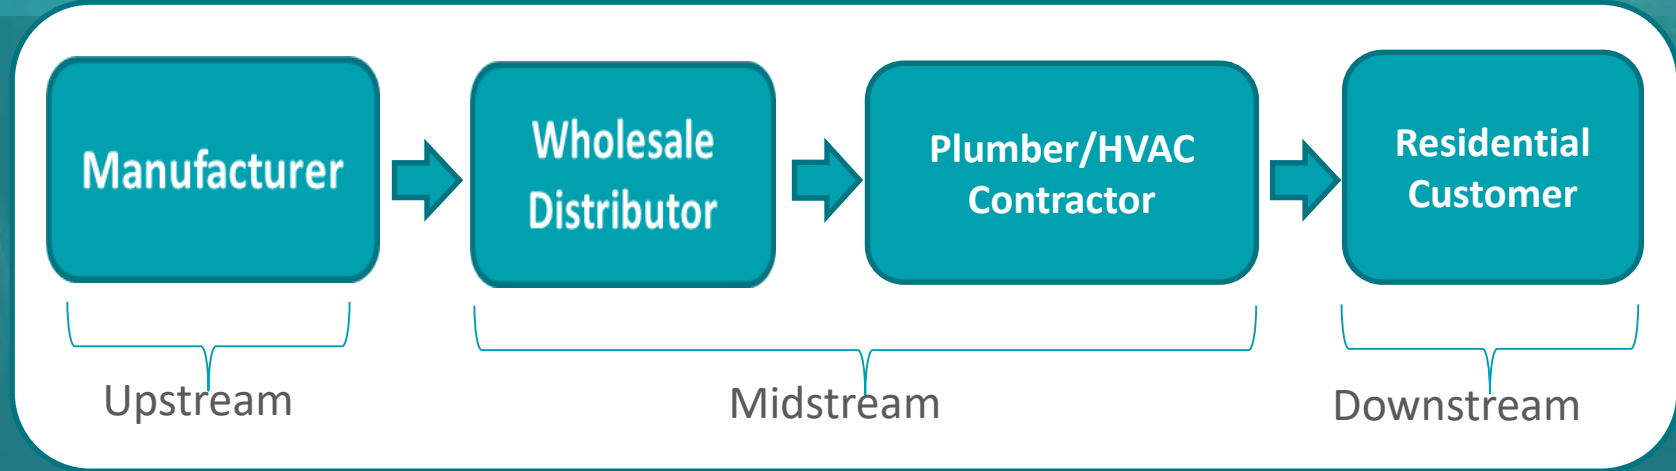 Manufacturer
Wholesale
Distributor
Plumber/HVAC
Contractor
Residential
Customer
Upstream
Midstream
Downstream